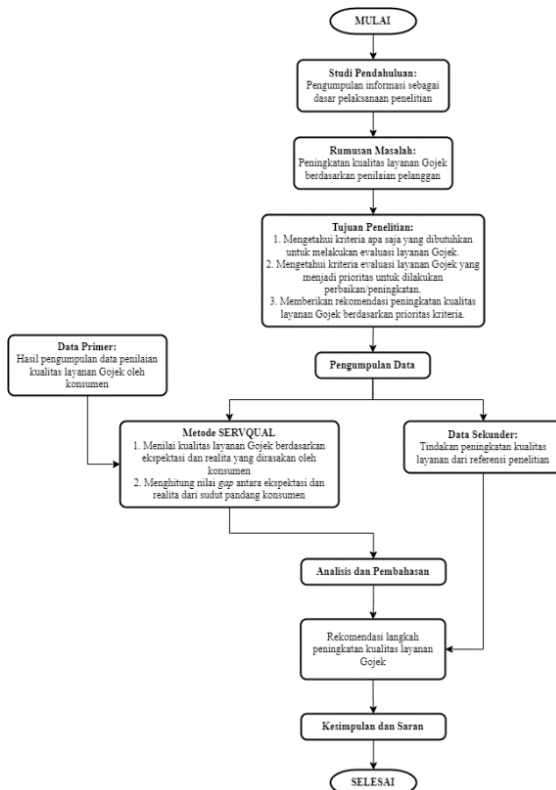 MULAI
Studi Pendahuluan:
Pengumpulan informasi sebagai
dasar pelaksanaan penelitian
Rumusan Masalah:
Peningkatan kualitas layanan Gojek
berdasarkan penilaian pelanggan
Tujuan Penelitian:
1. Mengetahui kriteria apa saja yang dibutuhkan
untuk melakukan evaluasi layanan Gojek.
2. Mengetahui kriteria evaluasi layanan Gojek yang
menjadi prioritas untuk dilakukan
perbaikan/peningkatan.
3. Memberikan rekomendasi peningkatan kualitas
layanan Gojek berdasarkan prioritas kriteria.
Data Primer:
Hasil pengumpulan data penilaian
kualitas layanan Gojek oleh
konsumen
Pengumpulan Data
Metode SERVQUAL
1. Menilai kualitas layanan Gojek berdasarkan
ekspektasi dan realita yang dirasakan oleh
konsumen
2. Menghitung nilai gap antara ekspektasi dan
realita dari sudut pandang konsumen
Data Sekunder:
Tindakan peningkatan kualitas
layanan dari referensi penelitian
Analisis dan Pembahasan
Rekomendasi langkah
peningkatan kualitas layanan
Gojek
Kesimpulan dan Saran
SELESAI